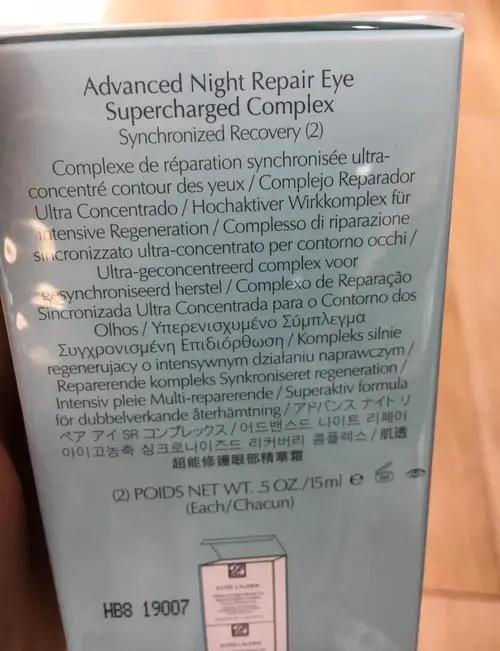 Advanced Night Repair Eye
Supercharged Complex
Synchronized Recovery (2)
Complexe de réparation synchronisée ultra-
concentré contour des yeux / Complejo Reparador
Ultra Concentrado / Hochaktiver Wirkkomplex für
intensive Regeneration / Complesso di riparazione
sincronizzato ultra-concentrato per contorno occhi /
Ultra-geconcentreerd complex voor
gesynchroniseerd herstel / Complexo de Reparação
Sincronizada Ultra Concentrada para o Contorno dos
Olhos / Υπερενισχυμένο Σύμπλεγμα
Συγχρονισμένη Επιδιόρθωση / Kompleks silnie
regenerujący o intensywnym działaniu naprawczym /
Reparerende kompleks Synkroniseret regeneration /
Intensiv pleie Multi-reparerende / Superaktiv formula
för dubbelverkande återhämtning / アドバンス ナイト リ
ペア アイ SR コンプレックス / 어드밴스드 나이트 리페어
아이 고농축 싱크로나이즈드 리커버리 콤플렉스 / 肌透
超能修護眼部精華霜
(2) POIDS NET WT. .5 OZ./15ml e
(Each/Chacun)
ESTĒE LAUDER
HB8 19007